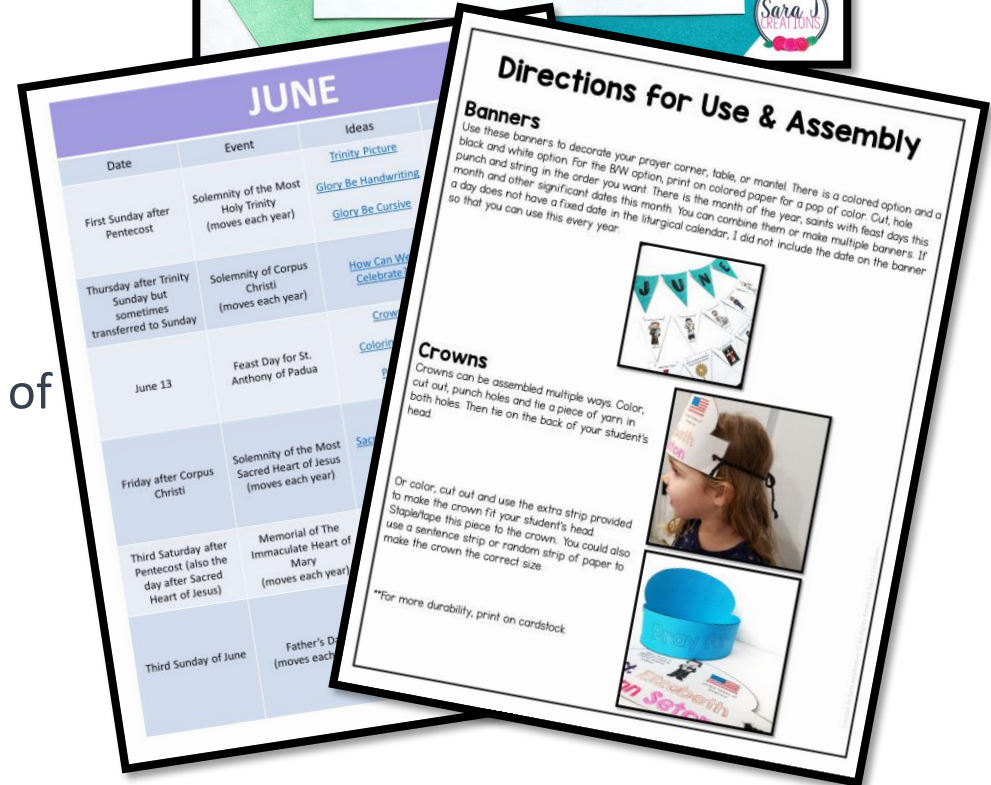 Sara J
CREATIONS
of
JUNE
Date
Event
Ideas
First Sunday after
Pentecost
Solemnity of the Most
Holy Trinity
(moves each year)
Trinity Picture
Glory Be Handwriting
Glory Be Cursive
Thursday after Trinity
Sunday but
sometimes
transferred to Sunday
Solemnity of Corpus
Christi
(moves each year)
How Can We
Celebrate?
Crow
June 13
Feast Day for St.
Anthony of Padua
Colorin
Friday after Corpus
Christi
Solemnity of the Most
Sacred Heart of Jesus
(moves each year)
Sac
Third Saturday after
Pentecost (also the
day after Sacred
Heart of Jesus)
Memorial of The
Immaculate Heart of
Mary
(moves each year)
Third Sunday of June
Father's Da
(moves each
Directions for Use & Assembly
Banners
Use these banners to decorate your prayer corner, table, or mantel. There is a colored option and a
black and white option. For the B/W option, print on colored paper for a pop of color. Cut, hole
punch and string in the order you want. There is the month of the year, saints with feast days this
month and other significant dates this month. You can combine them or make multiple banners. If
a day does not have a fixed date in the liturgical calendar, I did not include the date on the banner
so that you can use this every year.
JUNE
Crowns
Crowns can be assembled multiple ways. Color,
cut out, punch holes and tie a piece of yarn in
both holes. Then tie on the back of your student's
head.
Or color, cut out and use the extra strip provided
to make the crown fit your student's head.
Staple/tape this piece to the crown. You could also
use a sentence strip or random strip of paper to
make the crown the correct size.
**For more durability, print on cardstock.
pray for
Elizabeth
an Seton